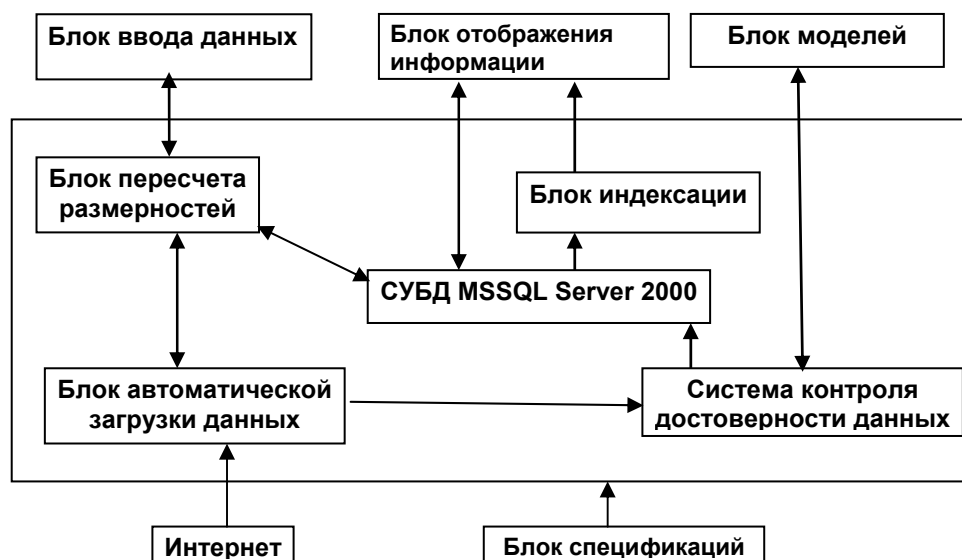 Блок ввода данных
Блок отображения
информации
Блок моделей
Блок пересчета
размерностей
Блок индексации
СУБД MSSQL Server 2000
Блок автоматической
загрузки данных
Система контроля
достоверности данных
Интернет
Блок спецификаций